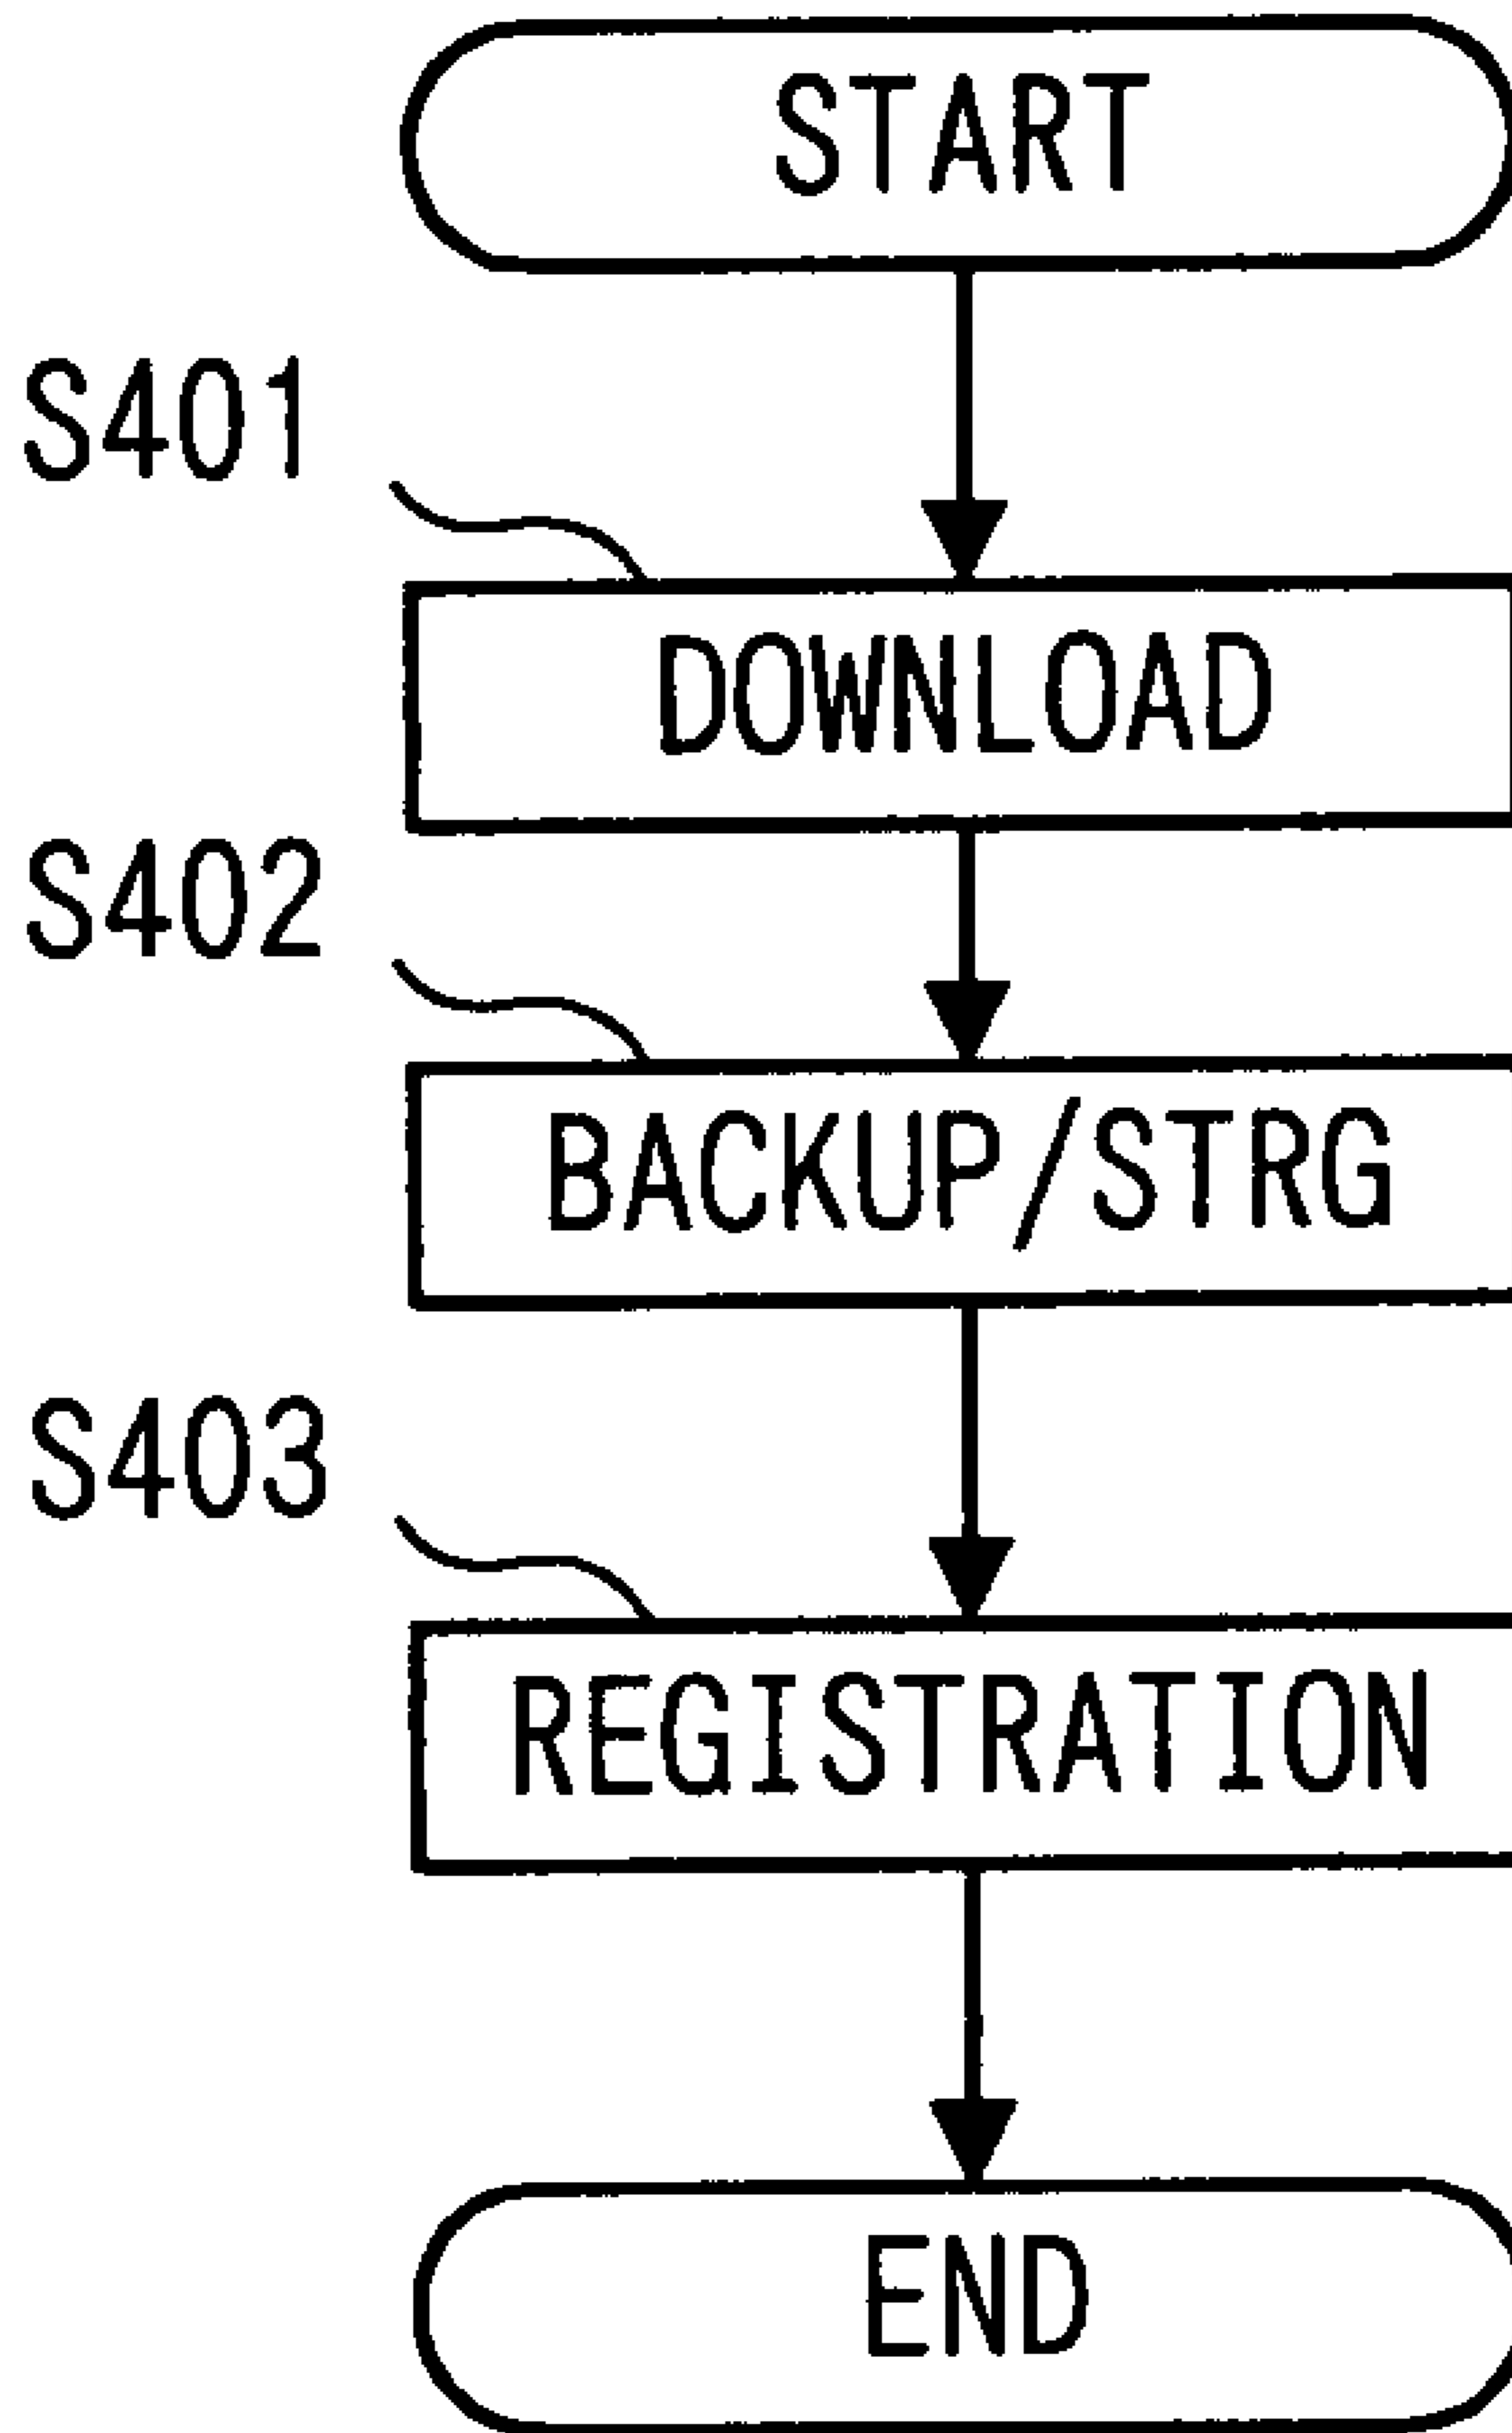 START
S401
DOWNLOAD
S402
BACKUP/STRG
S403
REGISTRATION
END